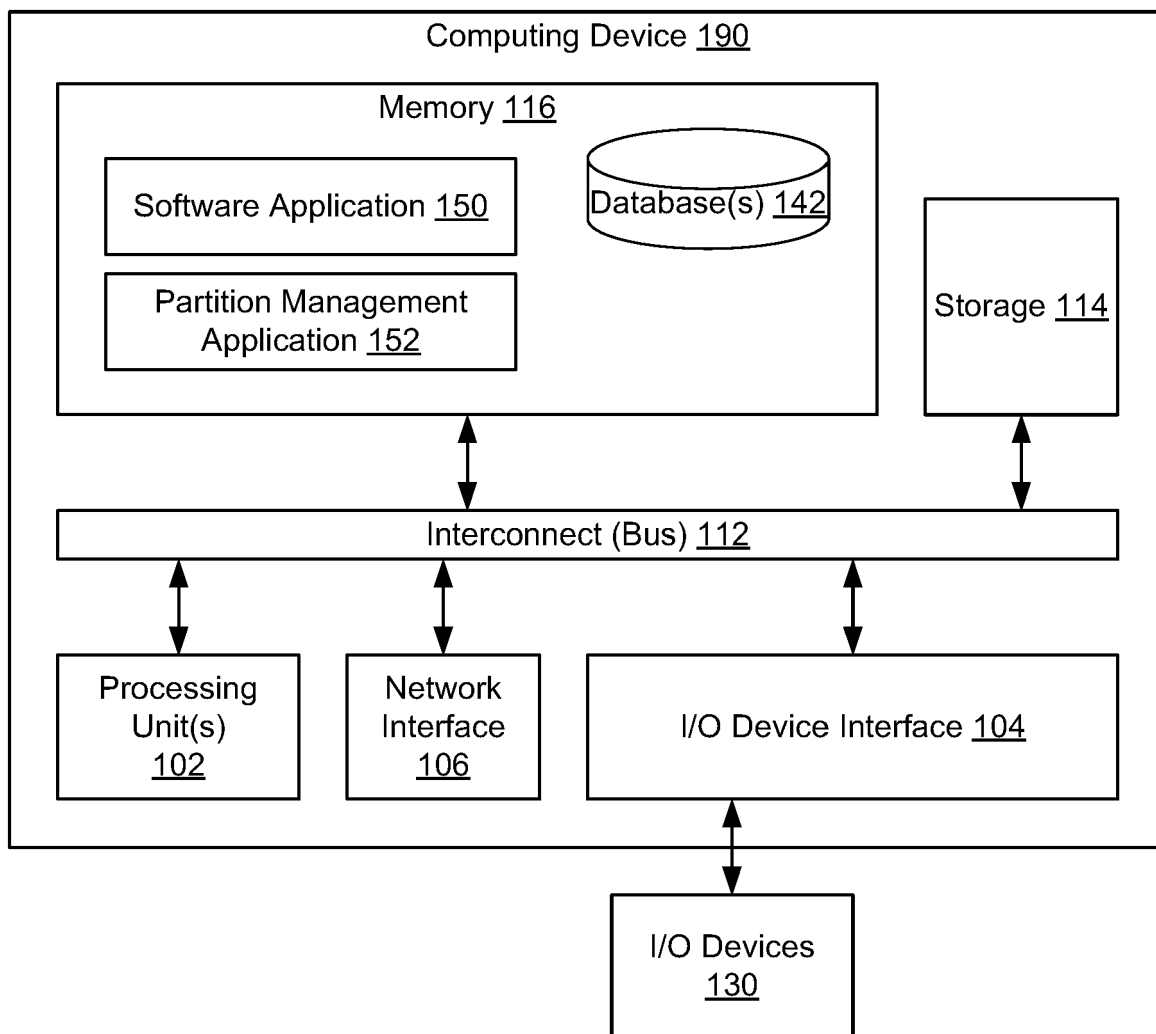 Computing Device 190
Memory 116
Software Application 150
Database(s) 142
Partition Management
Application 152
Storage 114
Interconnect (Bus) 112
Processing
Unit(s)
102
Network
Interface
106
I/O Device Interface 104
I/O Devices
130